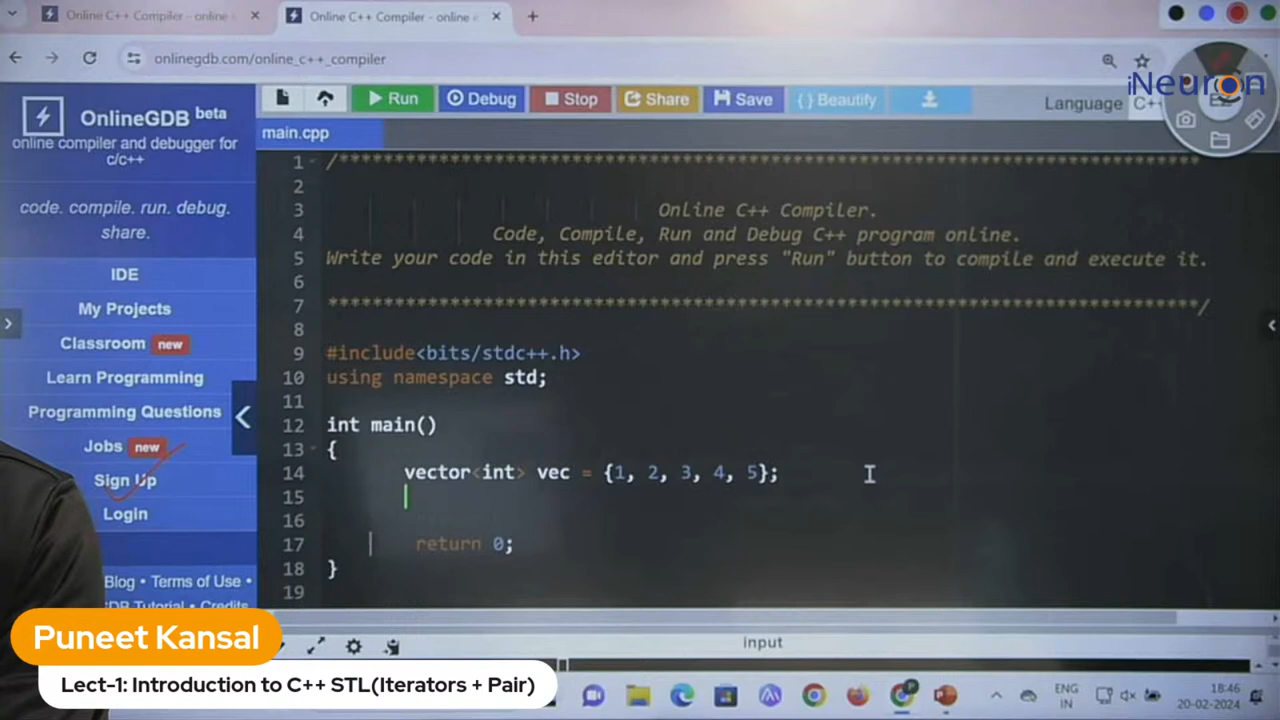 Online C++ Compiler - online e
Online C++ Compiler - online e
onlinegdb.com/online_c++_compiler
iNeuron
OnlineGDB beta
online compiler and debugger for c/c++
code. compile. run. debug. share.
IDE
My Projects
Classroom new
Learn Programming
Programming Questions
Jobs new
Sign Up
Login
Blog • Terms of Use •
GDB Tutorial • Credits
Run
Debug
Stop
Share
Save
{ } Beautify
Language C++
main.cpp
1 /******************************************************************************
2
3 Online C++ Compiler.
4 Code, Compile, Run and Debug C++ program online.
5 Write your code in this editor and press "Run" button to compile and execute it.
6
7 *******************************************************************************/
8
9 #include<bits/stdc++.h>
10 using namespace std;
11
12 int main()
13 {
14 vector<int> vec = {1, 2, 3, 4, 5};
15
16
17 return 0;
18 }
19
input
Puneet Kansal
Lect-1: Introduction to C++ STL(Iterators + Pair)
ENG
IN
18:46
20-02-2024